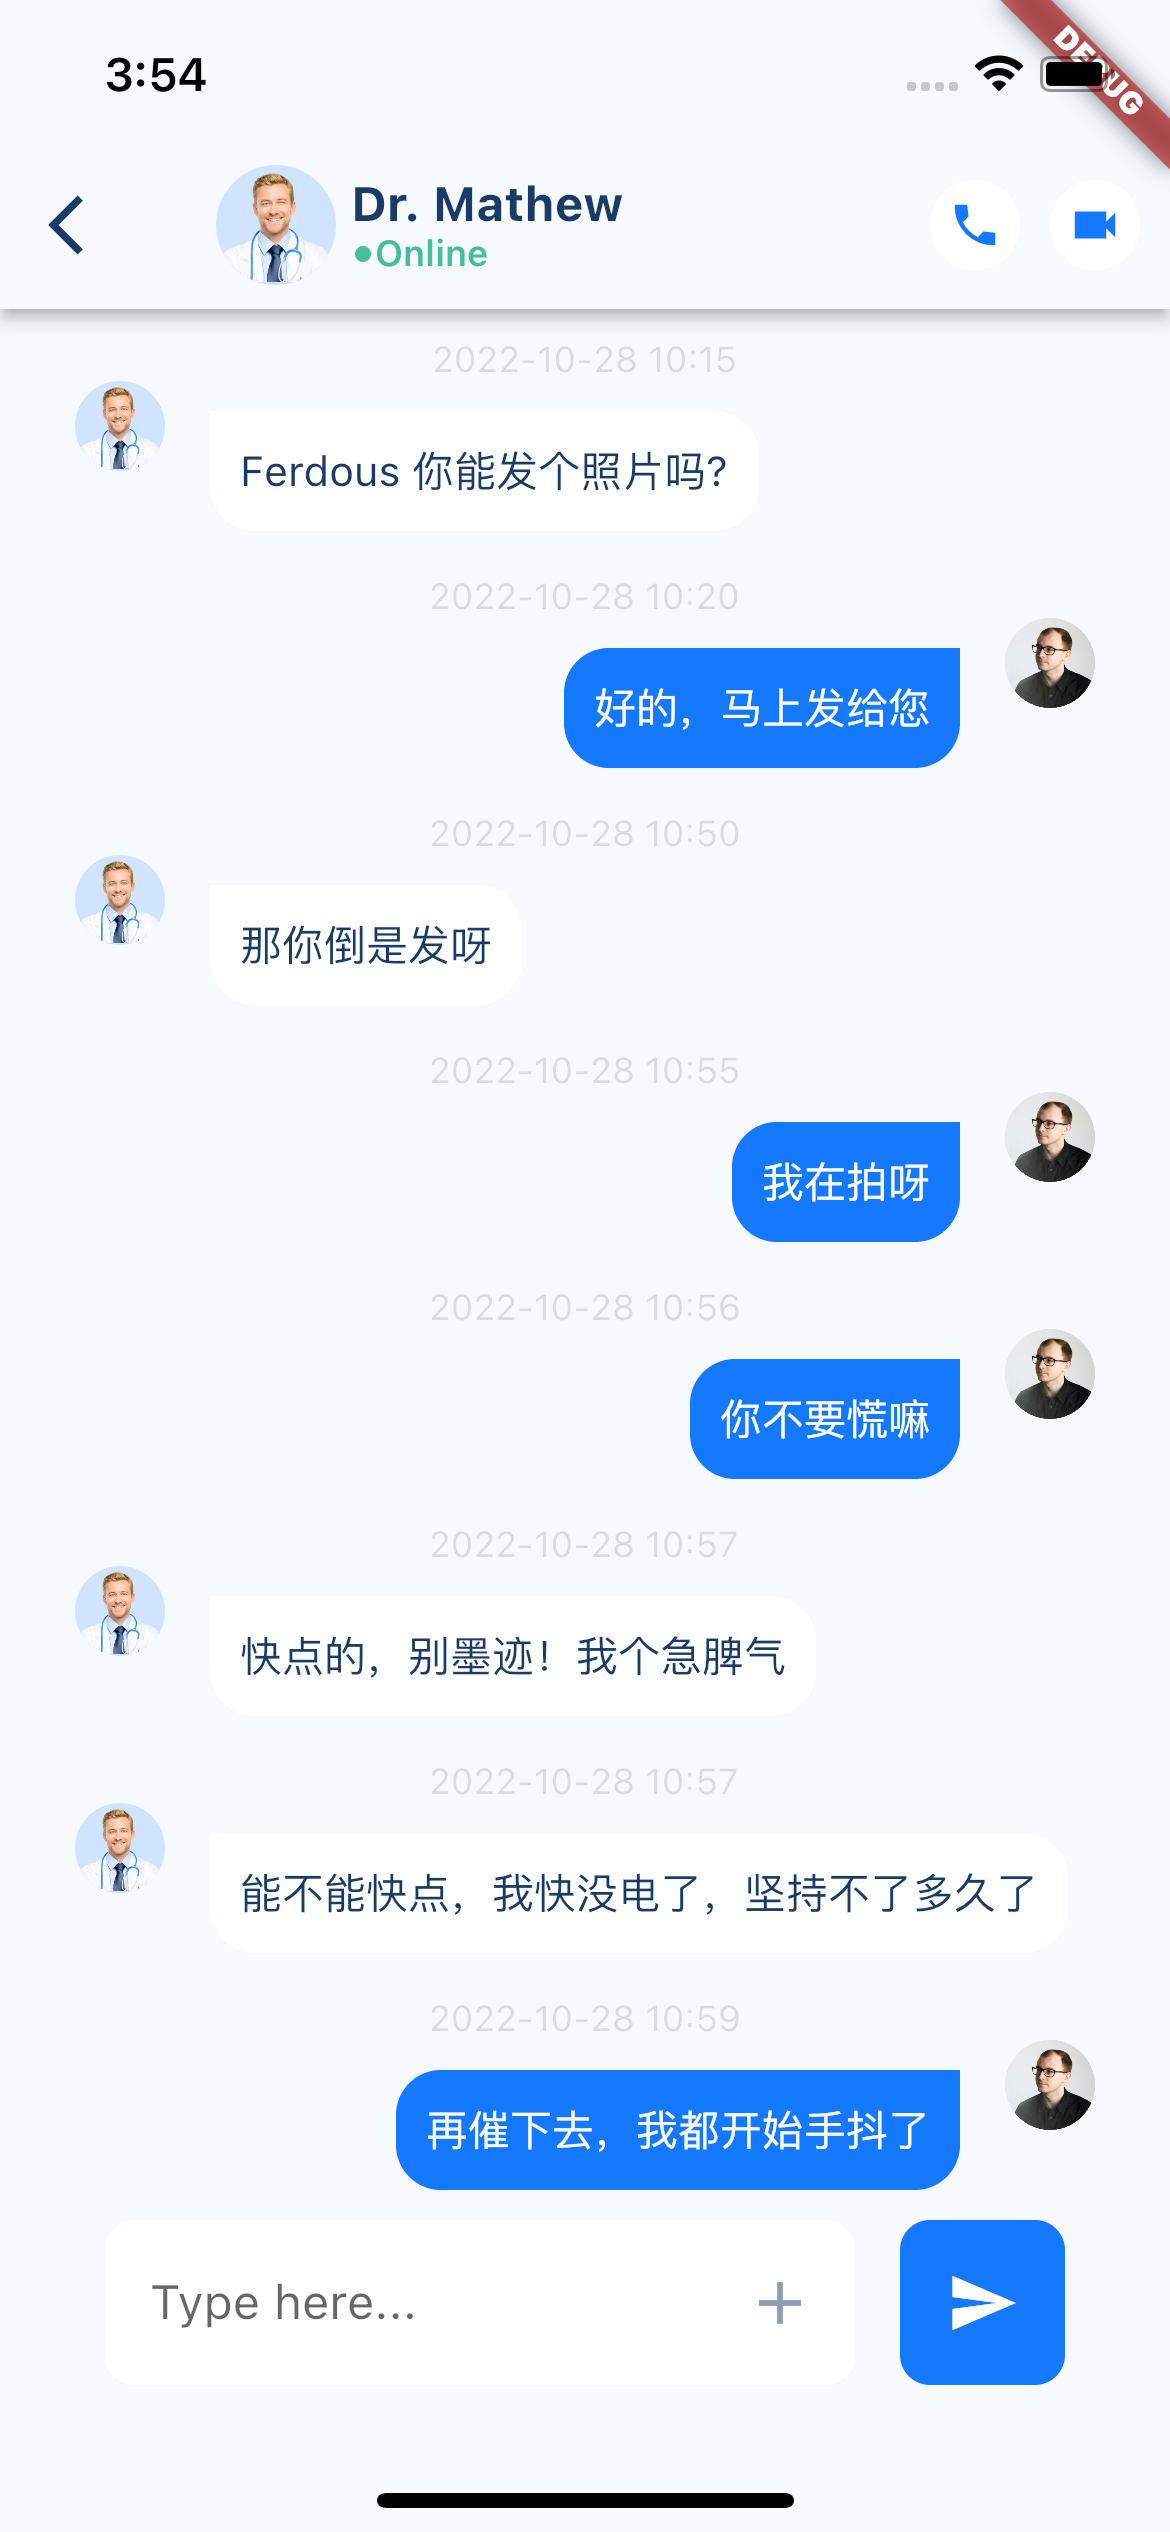 3:54
DEBUG
Dr. Mathew
Online
2022-10-28 10:15
Ferdous 你能发个照片吗?
2022-10-28 10:20
好的，马上发给您
2022-10-28 10:50
那你倒是发呀
2022-10-28 10:55
我在拍呀
2022-10-28 10:56
你不要慌嘛
2022-10-28 10:57
快点的，别墨迹！我个急脾气
2022-10-28 10:57
能不能快点，我快没电了，坚持不了多久了
2022-10-28 10:59
再催下去，我都开始手抖了
Type here...